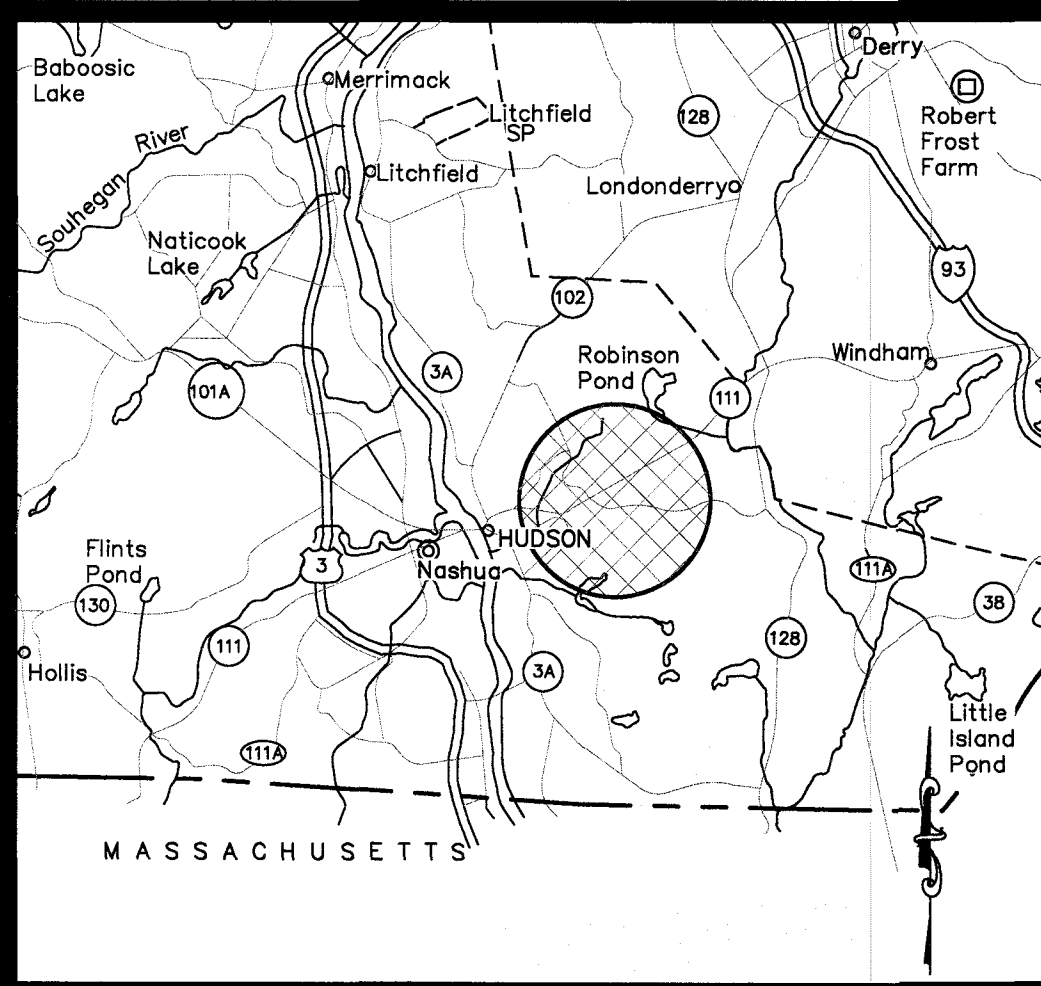 Derry
Baboosic
Lake
Merrimack
Robert
Frost
Farm
Litchfield
SP
128
River
Souhegan
Litchfield
Londonderry
Naticook
Lake
93
102
Robinson
Pond
Windham
3A
101A
111
HUDSON
Nashua
3
Flints
Pond
111A
130
38
111
128
Hollis
3A
Little
Island
Pond
111A
MASSACHUSETTS